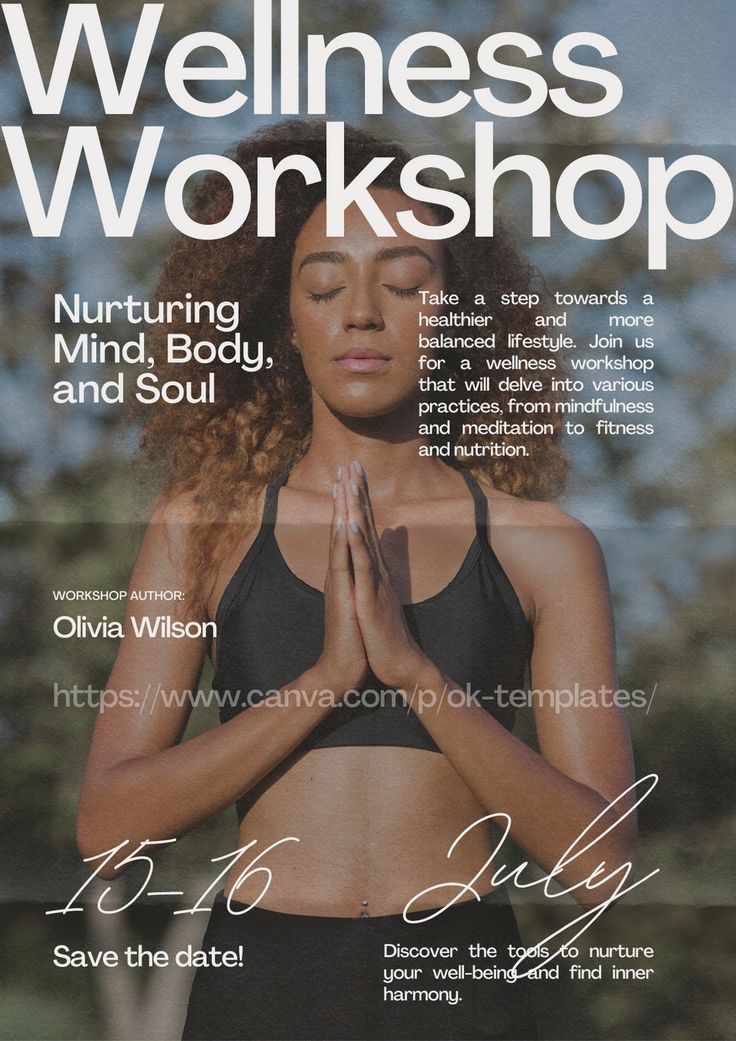 Wellness
Workshop
Nurturing
Mind, Body,
and Soul
Take a step towards a
healthier and more
balanced lifestyle. Join us
for a wellness workshop
that will delve into various
practices, from mindfulness
and meditation to fitness
and nutrition.
WORKSHOP AUTHOR:
Olivia Wilson
https://www.canva.com/p/ok-templates/
15-16
July
Save the date!
Discover the tools to nurture
your well-being and find inner
harmony.